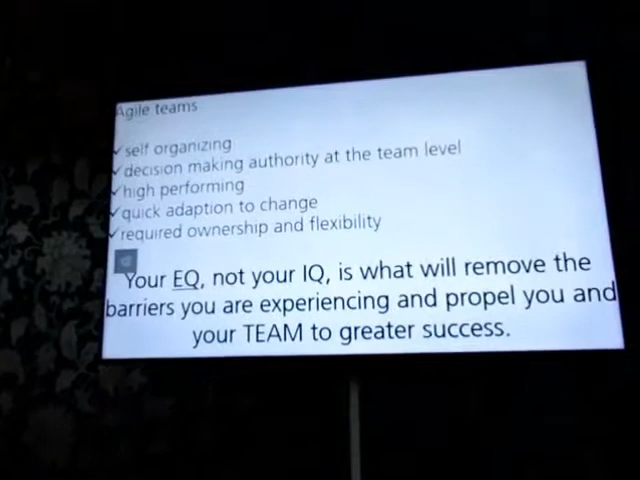 Agile teams
✓self organizing
✓decision making authority at the team level
✓high performing
✓quick adaption to change
✓required ownership and flexibility
Your EQ, not your IQ, is what will remove the
barriers you are experiencing and propel you and
your TEAM to greater success.